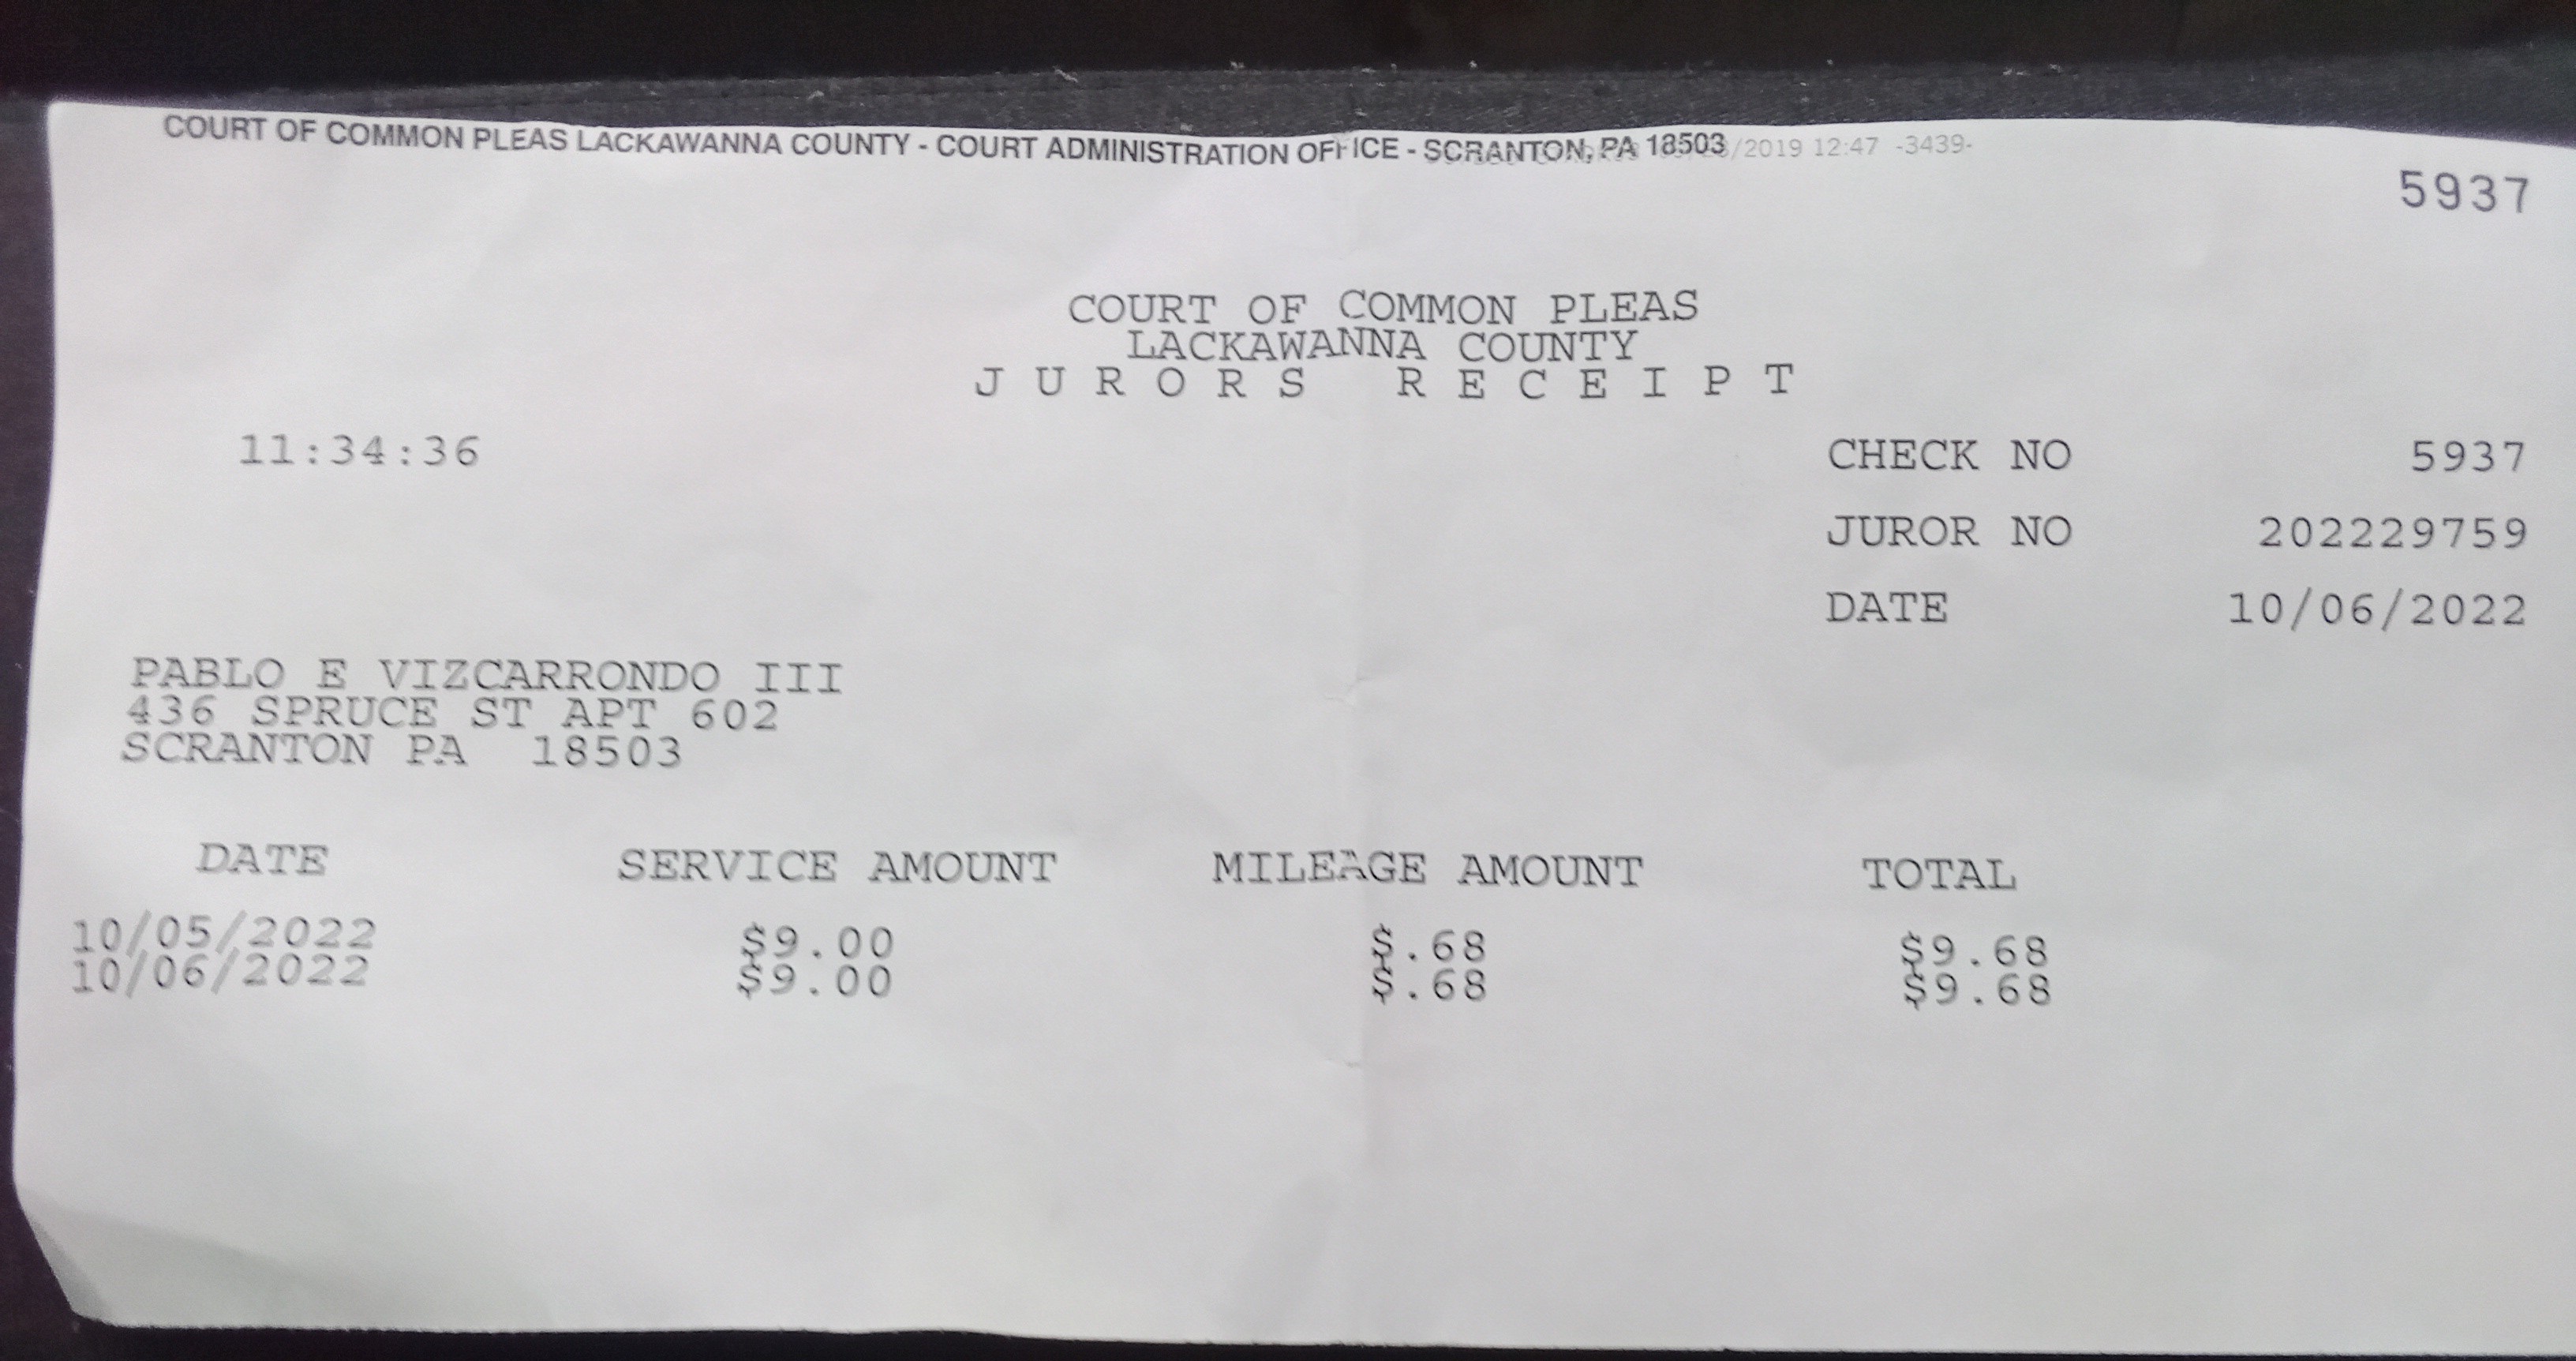 COURT OF COMMON PLEAS LACKAWANNA COUNTY - COURT ADMINISTRATION OFFICE - SCRANTON, PA 18503 /2019 12:47 -3439-
5937
COURT OF COMMON PLEAS
LACKAWANNA COUNTY
J U R O R S R E C E I P T
11:34:36 CHECK NO 5937
JUROR NO 202229759
DATE 10/06/2022
PABLO E VIZCARRONDO III
436 SPRUCE ST APT 602
SCRANTON PA 18503
DATE SERVICE AMOUNT MILEAGE AMOUNT TOTAL
10/05/2022 $9.00 $.68 $9.68
10/06/2022 $9.00 $.68 $9.68